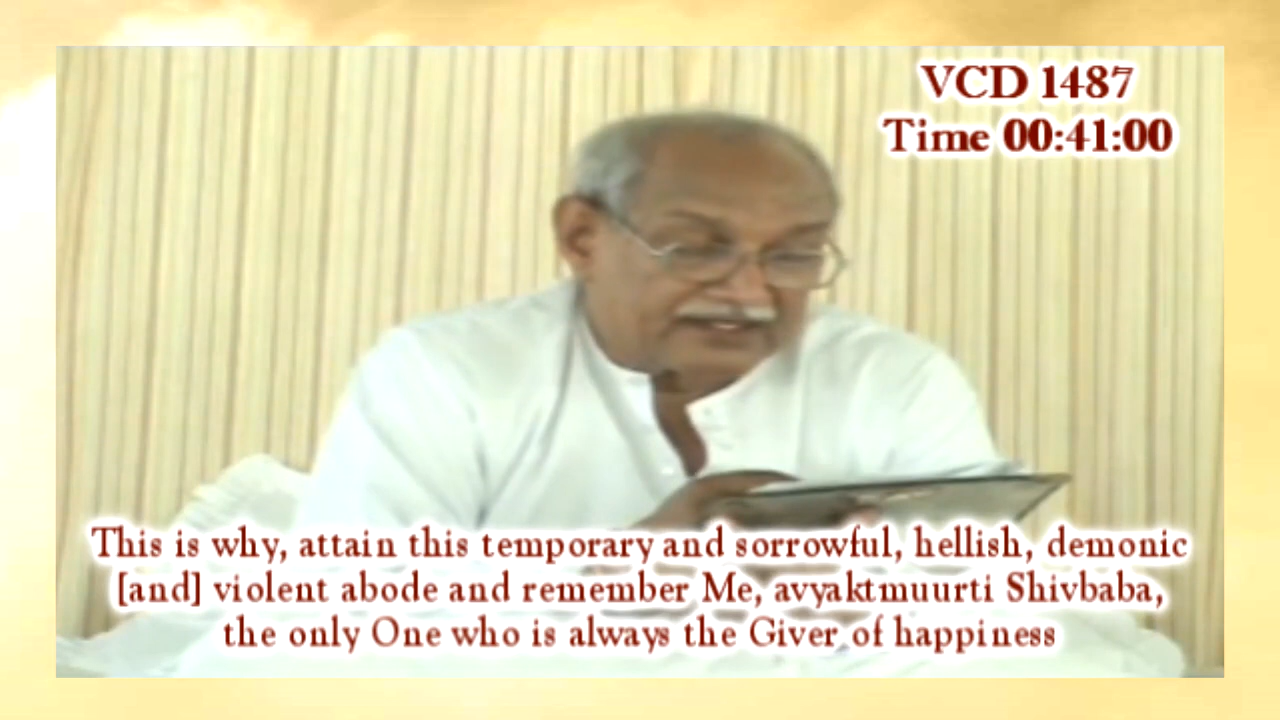 VCD 1487
Time 00:41:00
This is why, attain this temporary and sorrowful, hellish, demonic
[and] violent abode and remember Me, avyaktmuurti Shivbaba,
the only One who is always the Giver of happiness